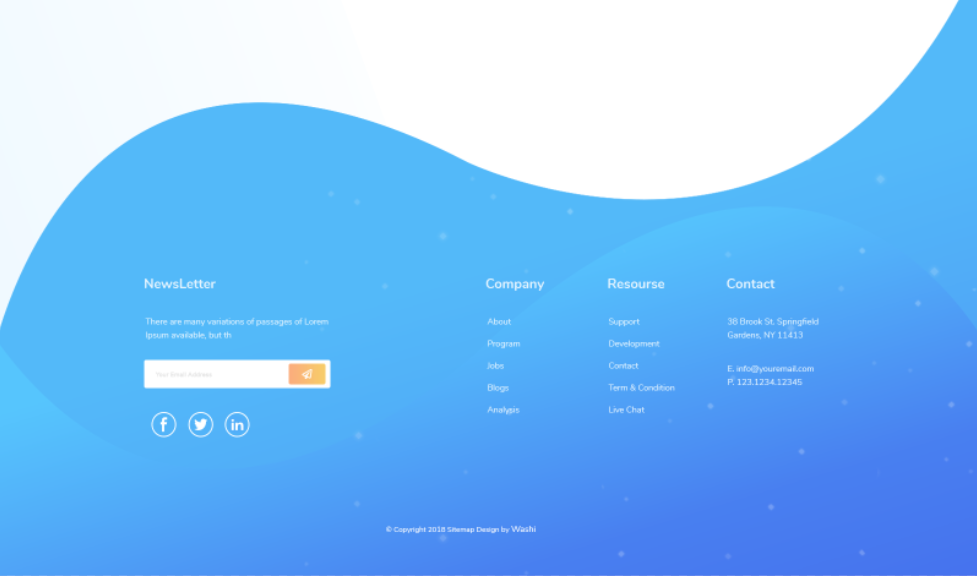 NewsLetter
There are many variations of passages of Lorem
Ipsum available, but th
Your Email Address
Company
About
Program
Jobs
Blogs
Analysis
Resourse
Support
Development
Contact
Term & Condition
Live Chat
Contact
38 Brook St. Springfield
Gardens, NY 11413
E. info@youremail.com
P. 123.1234.12345
© Copyright 2018 Sitemap Design by Washi